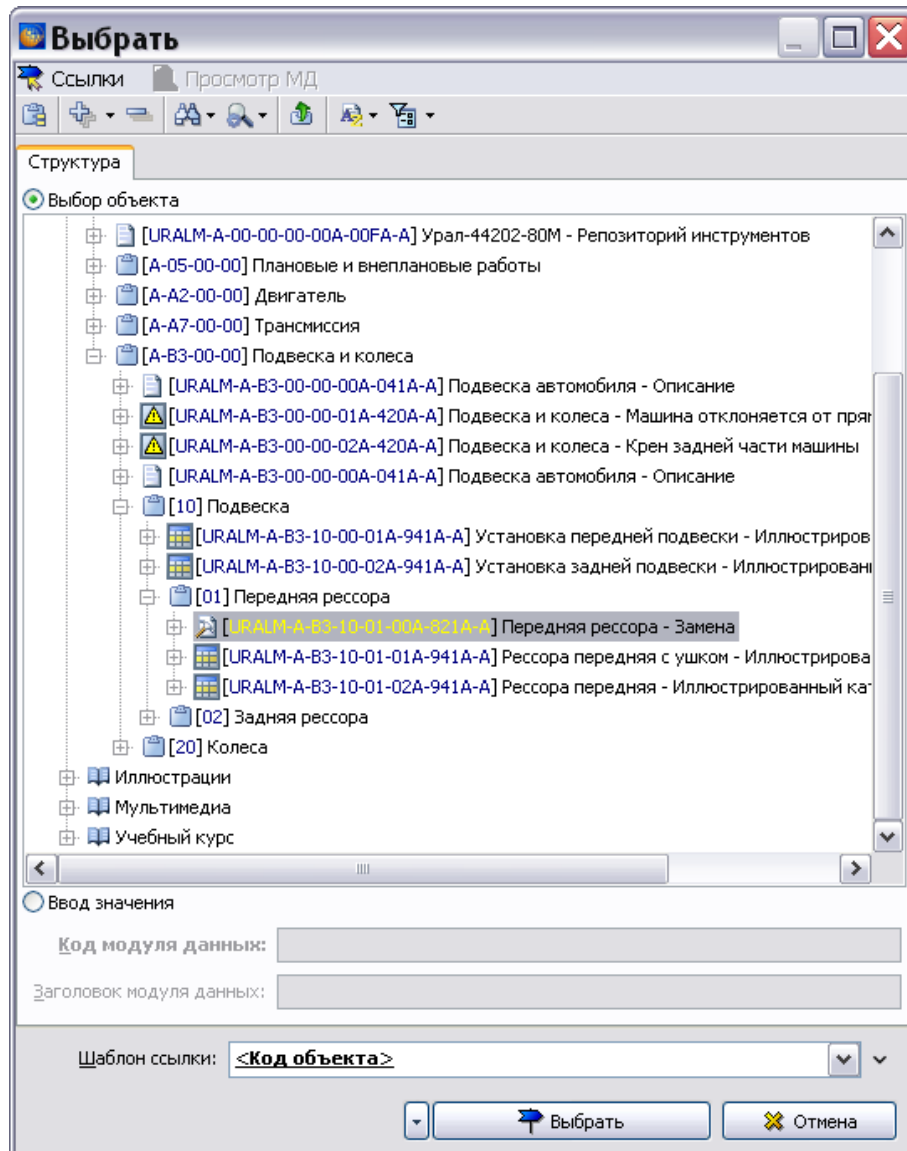 Выбрать
Ссылки Просмотр МД
Структура
Выбор объекта
[URALM-A-00-00-00-00A-00FA-A] Урал-44202-80М - Репозиторий инструментов
[A-05-00-00] Плановые и внеплановые работы
[A-A2-00-00] Двигатель
[A-A7-00-00] Трансмиссия
[A-B3-00-00] Подвеска и колеса
[URALM-A-B3-00-00-00A-041A-A] Подвеска автомобиля - Описание
[URALM-A-B3-00-00-01A-420A-A] Подвеска и колеса - Машина отклоняется от прям
[URALM-A-B3-00-00-02A-420A-A] Подвеска и колеса - Крен задней части машины
[URALM-A-B3-00-00-00A-041A-A] Подвеска автомобиля - Описание
[10] Подвеска
[URALM-A-B3-10-00-01A-941A-A] Установка передней подвески - Иллюстриров
[URALM-A-B3-10-00-02A-941A-A] Установка задней подвески - Иллюстрированн
[01] Передняя рессора
[URALM-A-B3-10-01-00A-821A-A] Передняя рессора - Замена
[URALM-A-B3-10-01-01A-941A-A] Рессора передняя с ушком - Иллюстрирова
[URALM-A-B3-10-01-02A-941A-A] Рессора передняя - Иллюстрированный кат
[02] Задняя рессора
[20] Колеса
Иллюстрации
Мультимедиа
Учебный курс
Ввод значения
Код модуля данных:
Заголовок модуля данных:
Шаблон ссылки: <Код объекта>
Выбрать Отмена